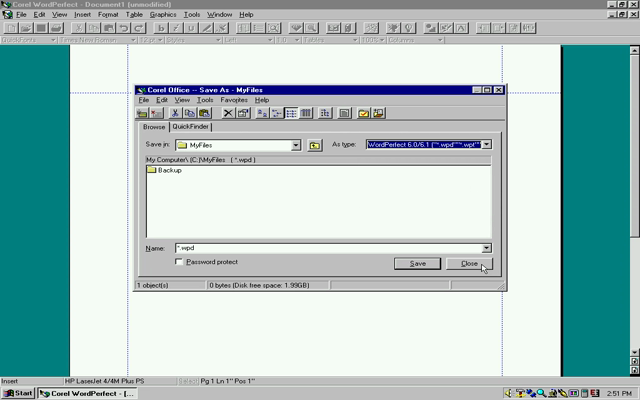 Corel WordPerfect - Document1 (unmodified)
File Edit View Insert Format Table Graphics Tools Window Help
QuickFonts Times New Roman 12 pt Styles Left 1.0 Tables 100% Columns
Corel Office -- Save As - MyFiles
File Edit View Tools Favorites Help
Browse QuickFinder
Save in: MyFiles As type: WordPerfect 6.0/6.1 ("*.wpd""*.wpt""
My Computer\ (C:)\MyFiles ( *.wpd )
Backup
Name: *.wpd
Password protect Save Close
1 object(s) 0 bytes (Disk free space: 1.99GB)
Insert HP LaserJet 4/4M Plus PS Select Pg 1 Ln 1" Pos 1"
Start Corel WordPerfect - [... 2:51 PM